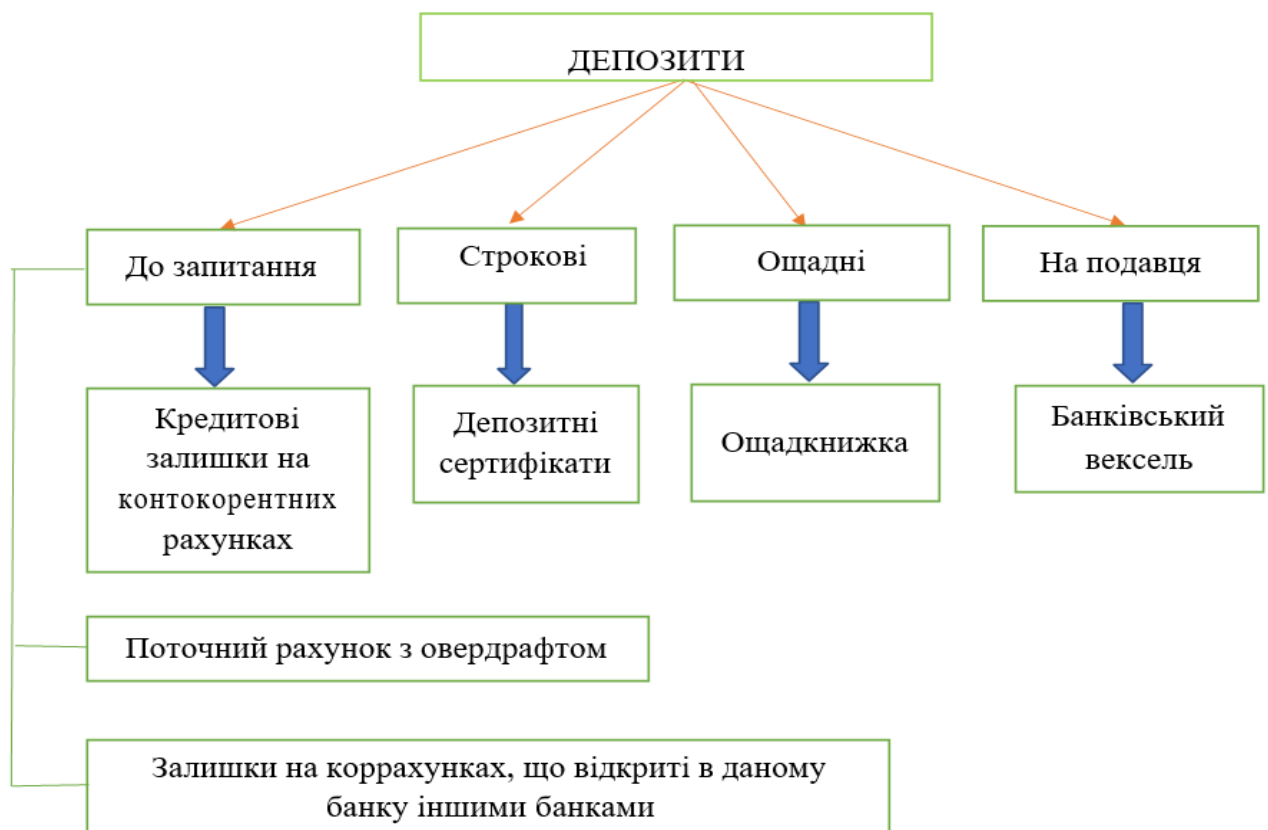 ДЕПОЗИТИ
До запитання
Строкові
Ощадні
На подавця
Кредитові
залишки на
контокорентних
рахунках
Депозитні
сертифікати
Ощадкнижка
Банківський
вексель
Поточний рахунок з овердрафтом
Залишки на коррахунках, що відкриті в даному
банку іншими банками